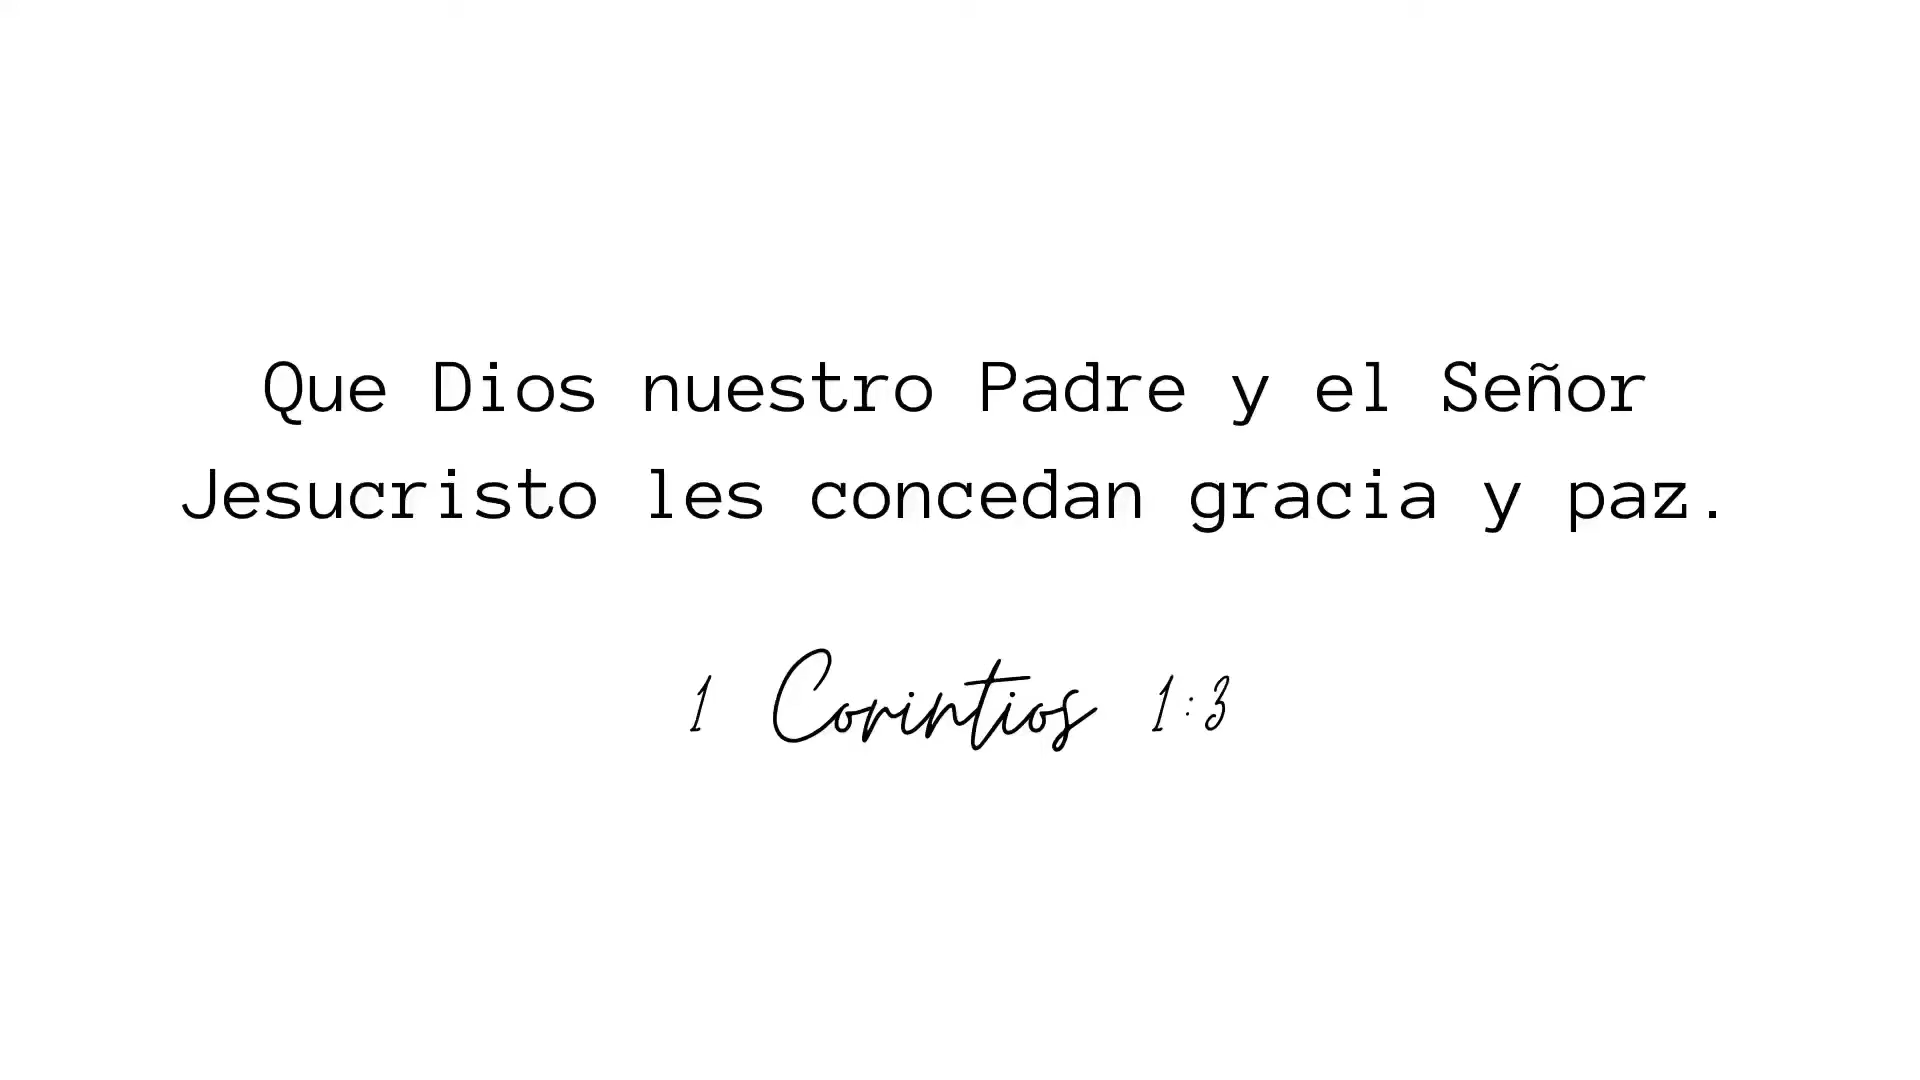 Que Dios nuestro Padre y el Señor
Jesucristo les concedan gracia y paz.
1 Corintios 1:3